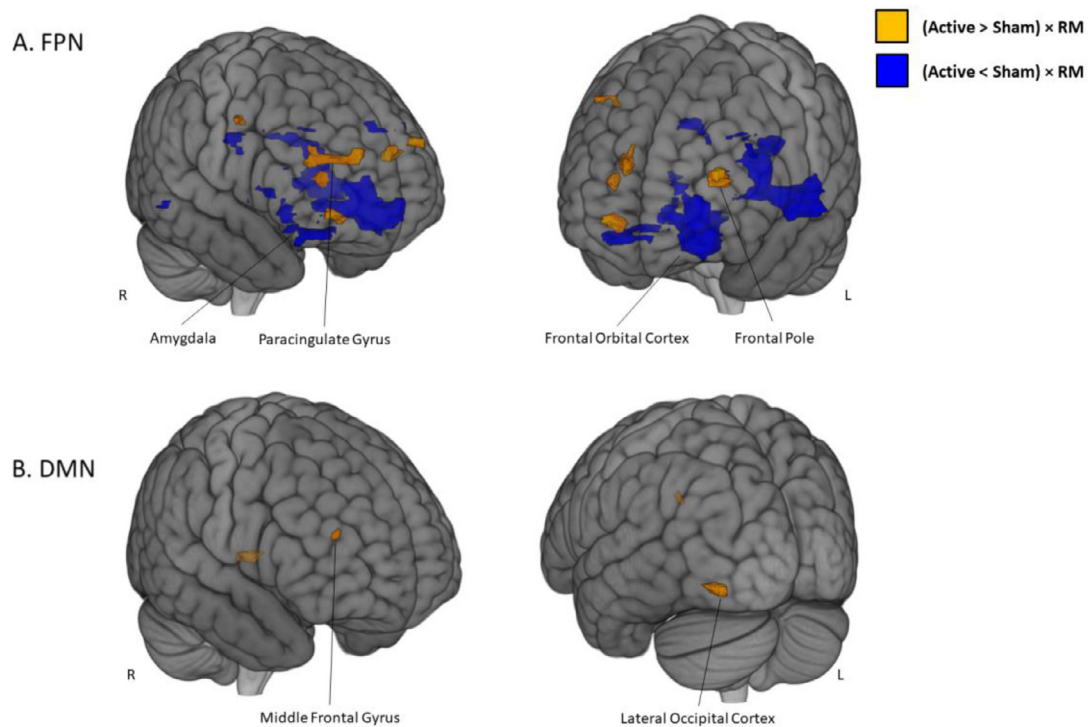 A. FPN
(Active > Sham) × RM
(Active < Sham) × RM
R
L
Amygdala
Paracingulate Gyrus
Frontal Orbital Cortex
Frontal Pole
B. DMN
R
L
Middle Frontal Gyrus
Lateral Occipital Cortex